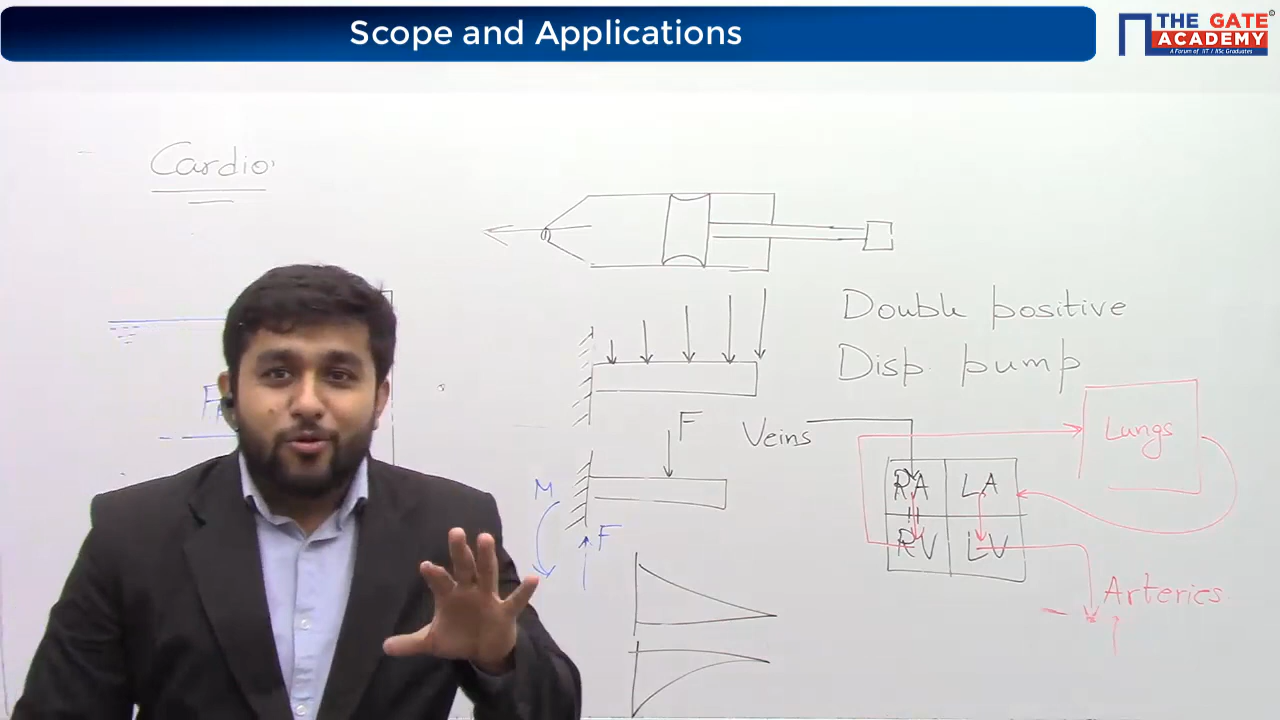 Scope and Applications
THE GATE
ACADEMY
A Forum of IIT / IISc Graduates
Cardio
Double positive
Disp. pump
F
Veins
Lungs
RA
LA
M
F
RV
LV
Arteries